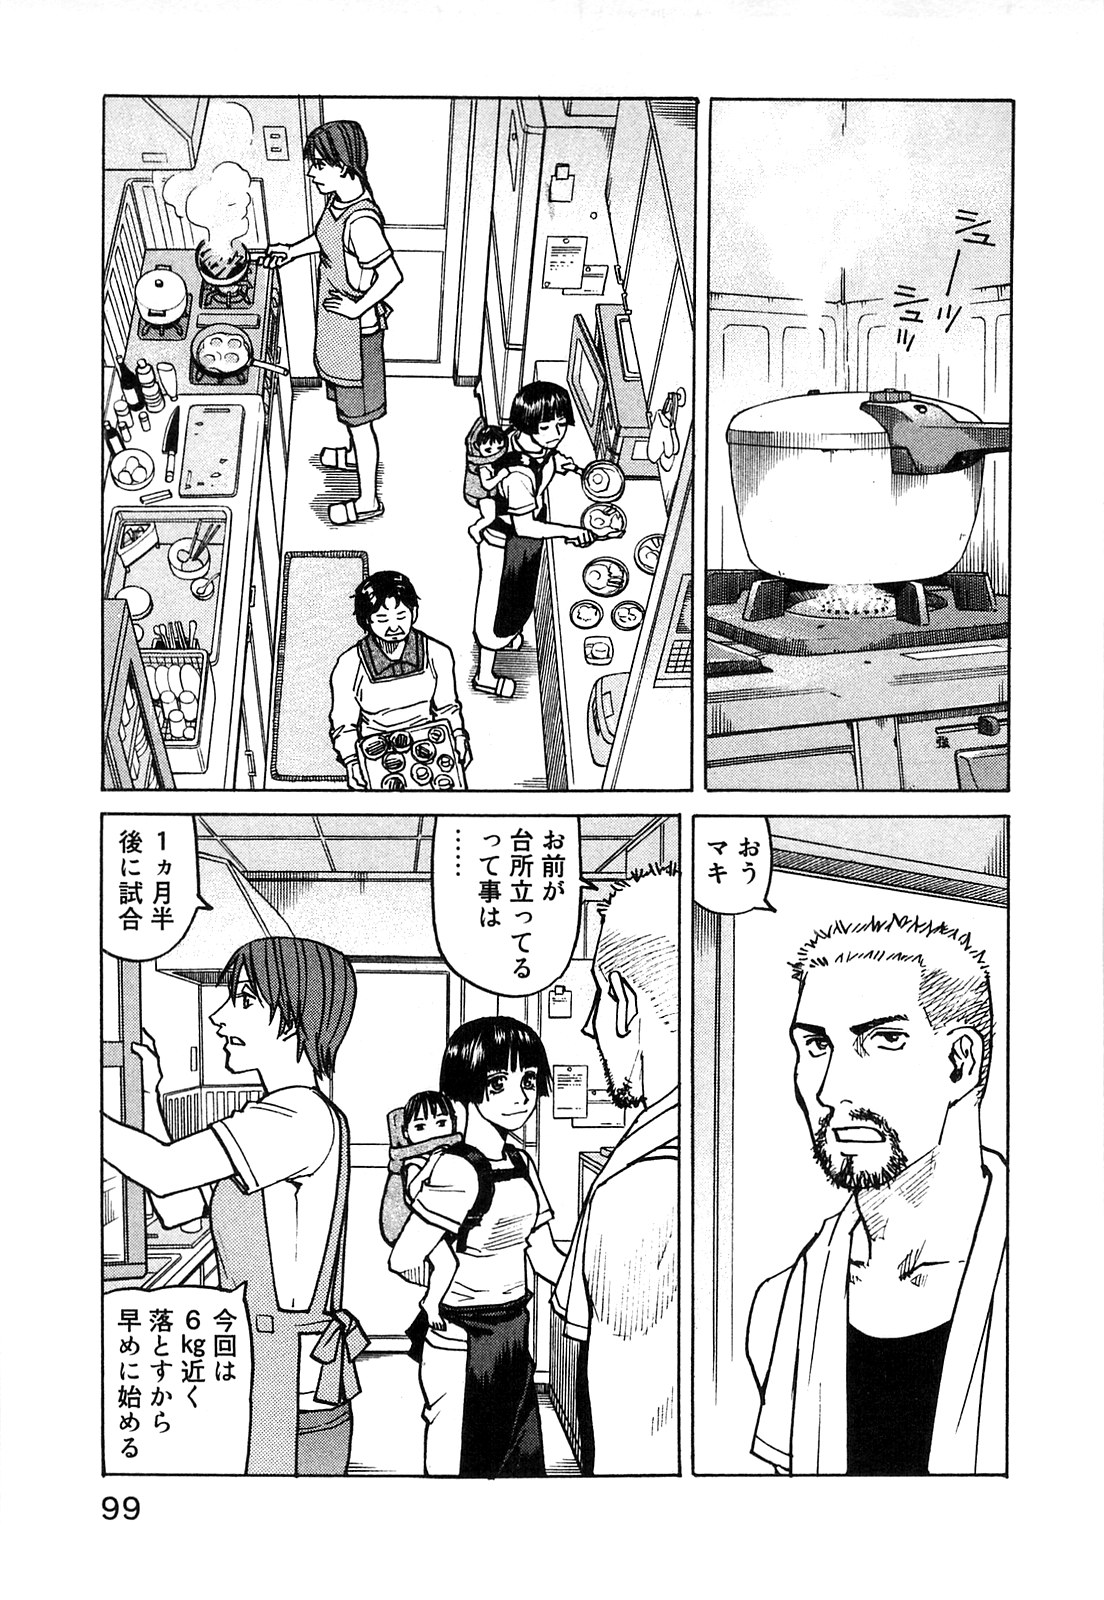 シューッ
シュッ
強
おう
マキ
お前が
台所立ってる
って事は
……
1ヵ月半
後に試合
今回は
6kg近く
落とすから
早めに始める
99